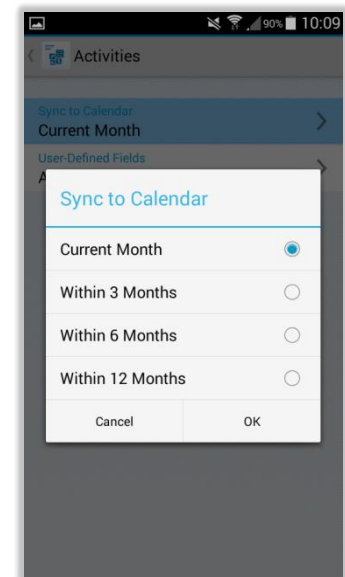 90% 10:09
Activities
Sync to Calendar
Current Month
User-Defined Fields
A
Sync to Calendar
Current Month
Within 3 Months
Within 6 Months
Within 12 Months
Cancel OK